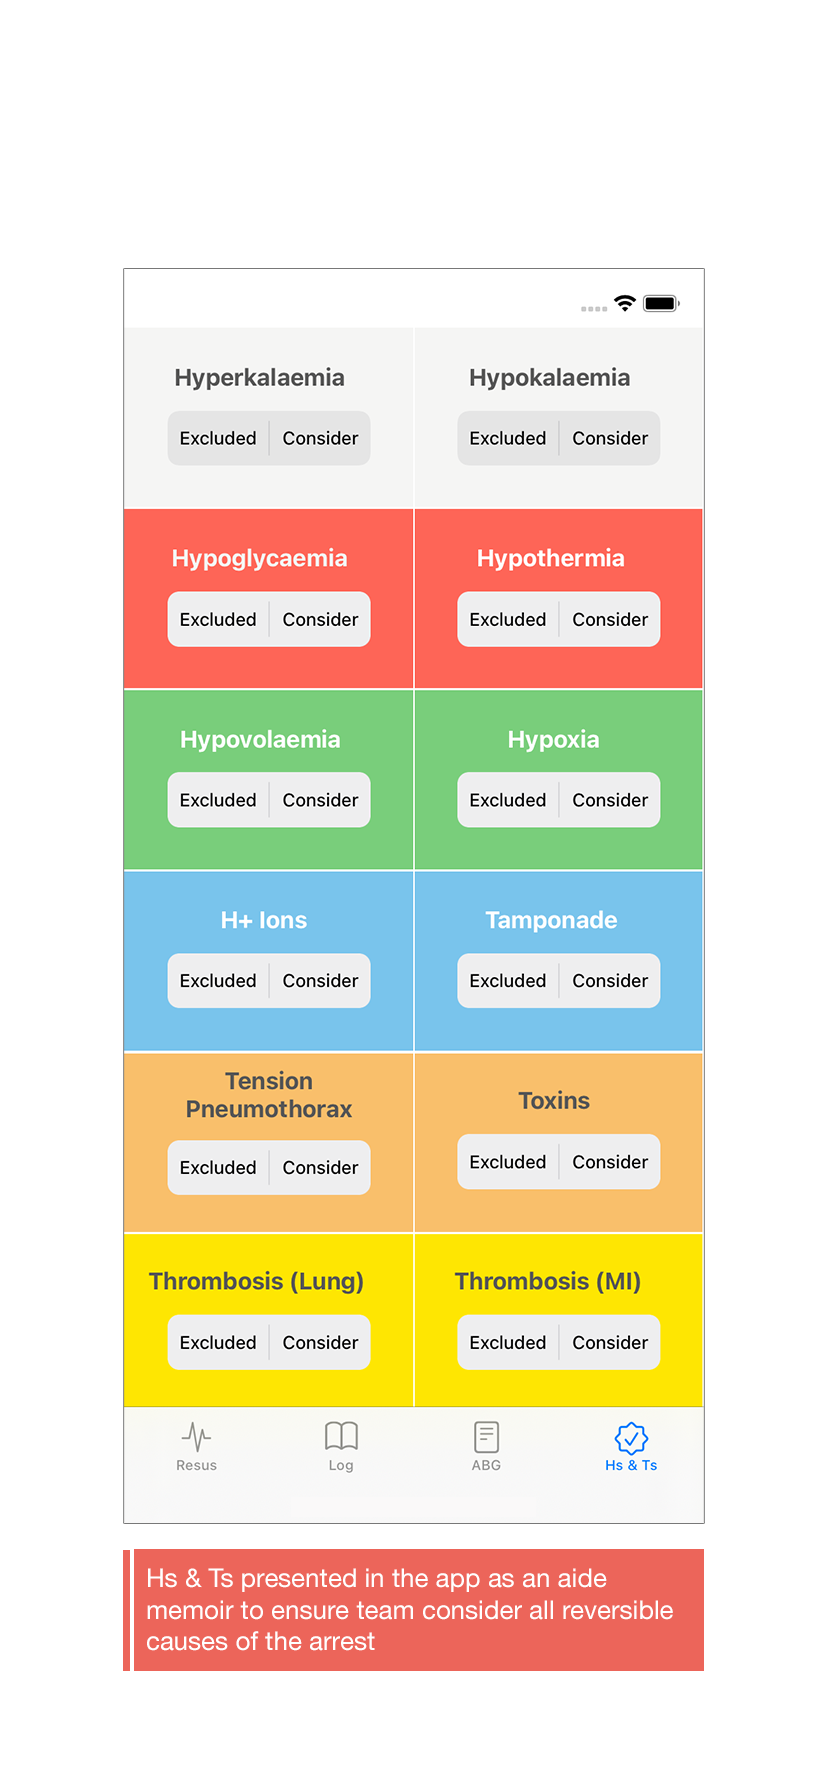 Hyperkalaemia
Hypokalaemia
Excluded Consider
Excluded Consider
Hypoglycaemia
Hypothermia
Excluded Consider
Excluded Consider
Hypovolaemia
Hypoxia
Excluded Consider
Excluded Consider
H+ Ions
Tamponade
Excluded Consider
Excluded Consider
Tension
Pneumothorax
Toxins
Excluded Consider
Excluded Consider
Thrombosis (Lung)
Thrombosis (MI)
Excluded Consider
Excluded Consider
Resus
Log
ABG
Hs & Ts
Hs & Ts presented in the app as an aide
memoir to ensure team consider all reversible
causes of the arrest